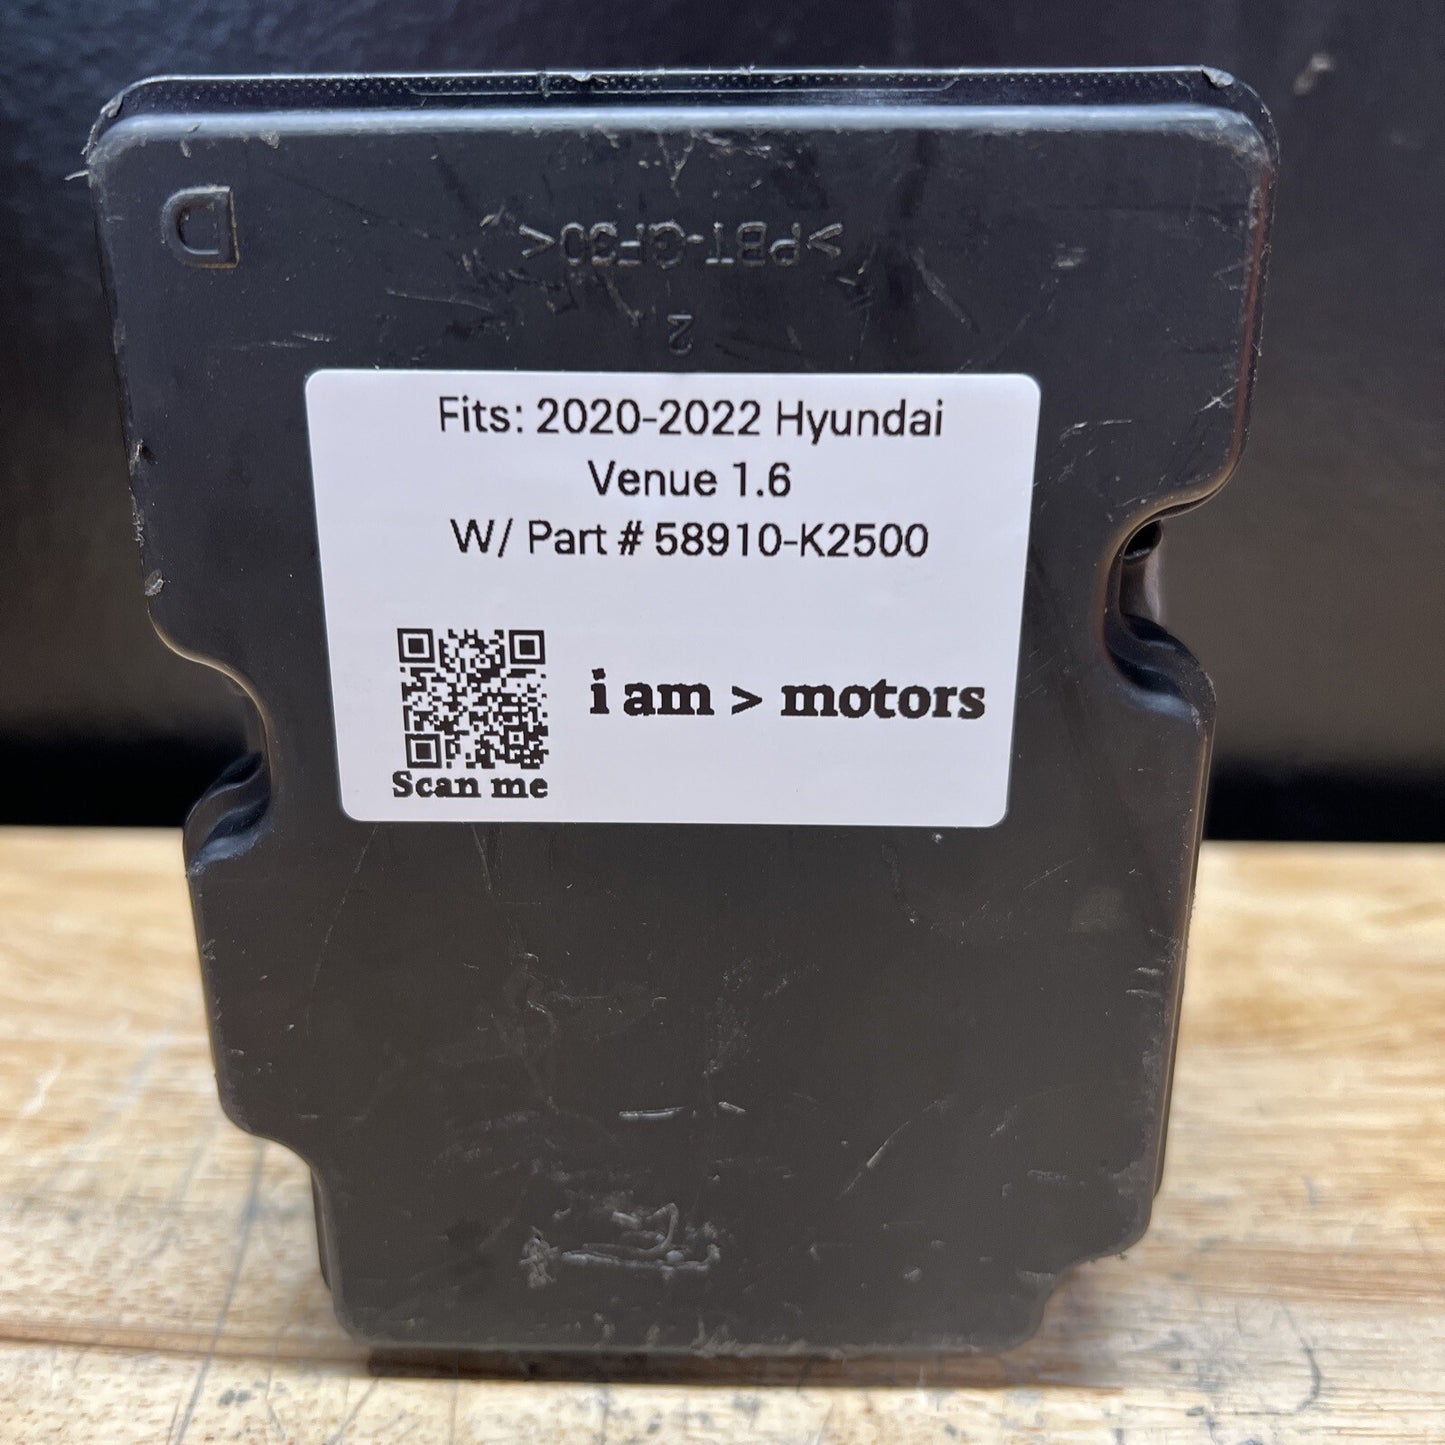 D
>PBT-GF30<
2
Fits: 2020-2022 Hyundai
Venue 1.6
W/ Part # 58910-K2500
i am > motors
Scan me